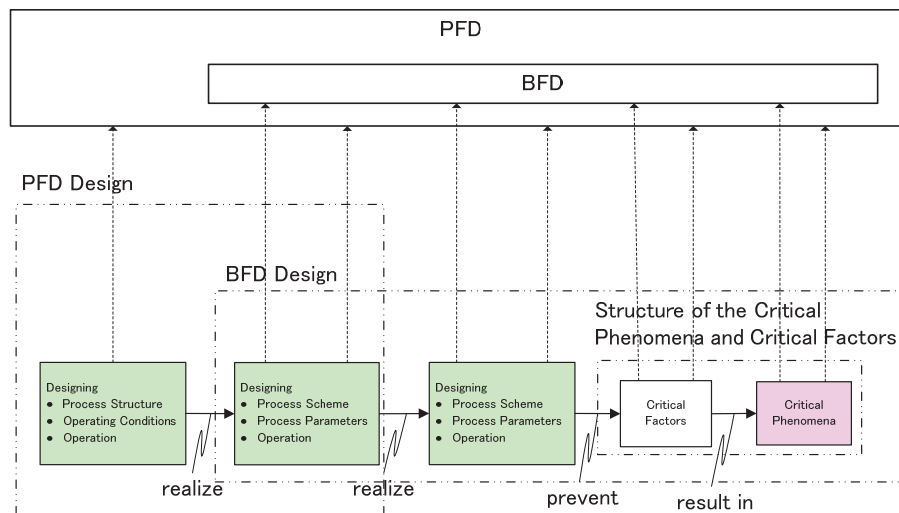 PFD
BFD
PFD Design
BFD Design
Structure of the Critical
Phenomena and Critical Factors
Designing
• Process Structure
• Operating Conditions
• Operation
Designing
• Process Scheme
• Process Parameters
• Operation
Designing
• Process Scheme
• Process Parameters
• Operation
Critical
Factors
Critical
Phenomena
realize
realize
prevent
result in